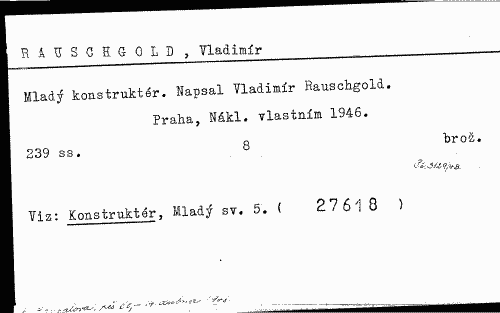 RAUSCHGOLD, Vladimír
Mladý konstruktér. Napsal Vladimír Rauschgold.
Praha, Nákl. vlastním 1946.
239 ss. 8 brož.
Viz: Konstruktér, Mladý sv. 5. ( 27618 )